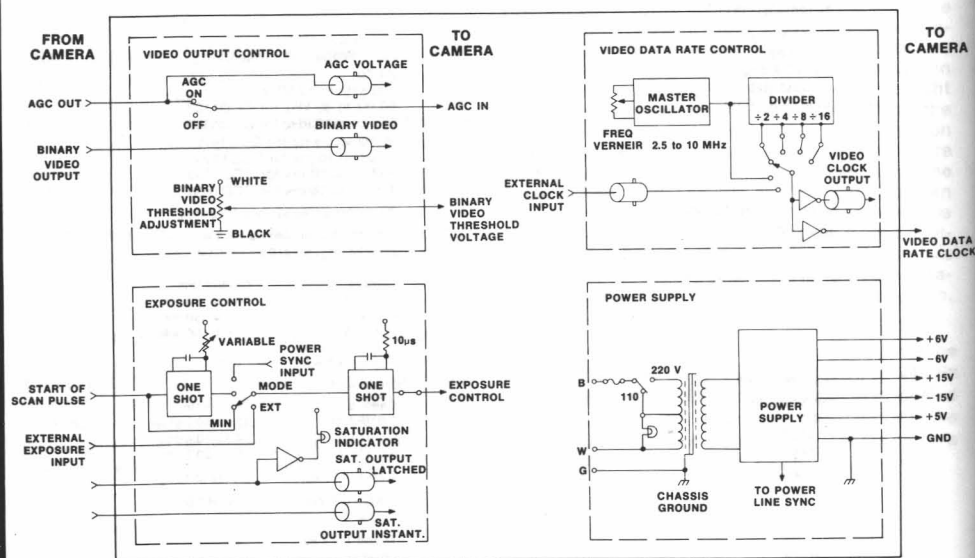 FROM
CAMERA
TO
CAMERA
TO
CAMERA
VIDEO OUTPUT CONTROL
AGC VOLTAGE
AGC
ON
OFF
AGC OUT
AGC IN
BINARY VIDEO
BINARY
VIDEO
OUTPUT
WHITE
BINARY
VIDEO
THRESHOLD
ADJUSTMENT
BLACK
BINARY
VIDEO
THRESHOLD
VOLTAGE
VIDEO DATA RATE CONTROL
MASTER
OSCILLATOR
DIVIDER
÷2 ÷4 ÷8 ÷16
FREQ
VERNEIR 2.5 to 10 MHz
VIDEO
CLOCK
OUTPUT
EXTERNAL
CLOCK
INPUT
VIDEO DATA
RATE CLOCK
EXPOSURE CONTROL
VARIABLE
10µs
POWER
SYNC
INPUT
ONE
SHOT
MODE
ONE
SHOT
MIN
EXT
START OF
SCAN PULSE
EXPOSURE
CONTROL
EXTERNAL
EXPOSURE
INPUT
SATURATION
INDICATOR
SAT. OUTPUT
LATCHED
SAT.
OUTPUT INSTANT.
POWER SUPPLY
220 V
B
110
W
G
CHASSIS
GROUND
POWER
SUPPLY
TO POWER
LINE SYNC
+6V
-6V
+15V
-15V
+5V
GND